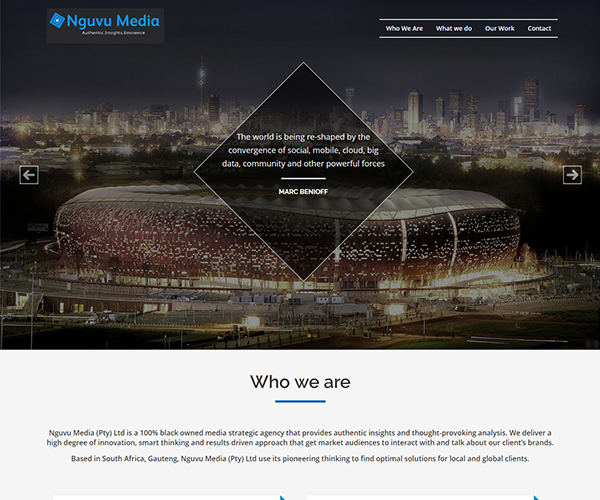 Nguvu Media
Authentic.Insights.Eminence
Who We Are
What we do
Our Work
Contact
The world is being re-shaped by the
convergence of social, mobile, cloud, big
data, community and other powerful forces
MARC BENIOFF
Who we are
Nguvu Media (Pty) Ltd is a 100% black owned media strategic agency that provides authentic insights and thought-provoking analysis. We deliver a
high degree of innovation, smart thinking and results driven approach that get market audiences to interact with and talk about our client's brands.
Based in South Africa, Gauteng, Nguvu Media (Pty) Ltd use its pioneering thinking to find optimal solutions for local and global clients.